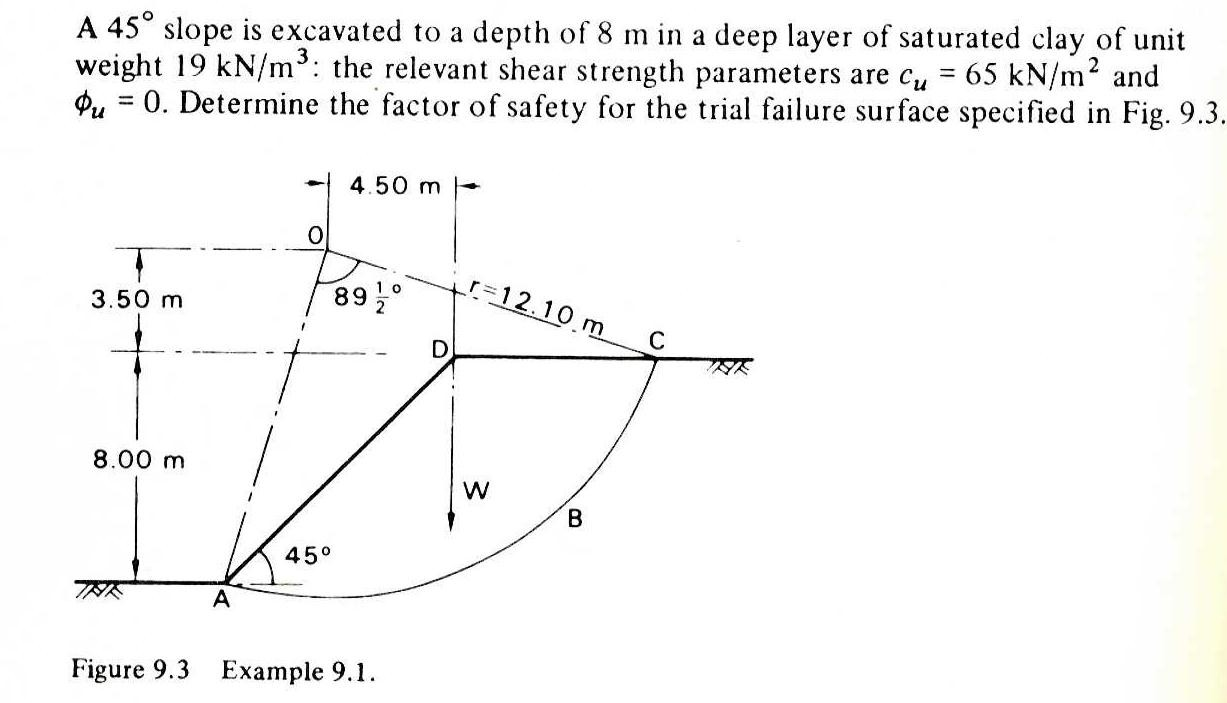 A 45° slope is excavated to a depth of 8 m in a deep layer of saturated clay of unit
weight 19 kN/m³: the relevant shear strength parameters are cᵤ = 65 kN/m² and
ϕᵤ = 0. Determine the factor of safety for the trial failure surface specified in Fig. 9.3.
4.50 m
O
3.50 m
89 ½°
r=12.10 m
C
D
8.00 m
W
B
45°
A
Figure 9.3 Example 9.1.